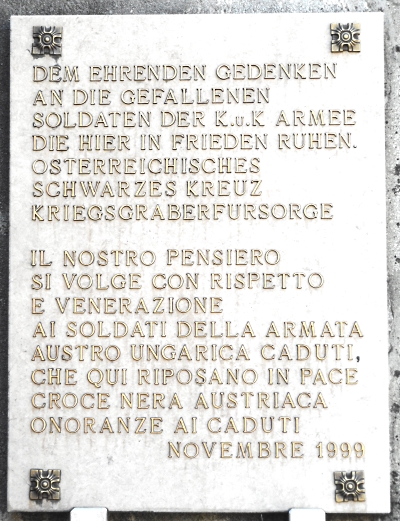 DEM EHRENDEN GEDENKEN
AN DIE GEFALLENEN
SOLDATEN DER K.u.K ARMEE
DIE HIER IN FRIEDEN RUHEN.
OSTERREICHISCHES
SCHWARZES KREUZ
KRIEGSGRABERFURSORGE
IL NOSTRO PENSIERO
SI VOLGE CON RISPETTO
E VENERAZIONE
AI SOLDATI DELLA ARMATA
AUSTRO UNGARICA CADUTI,
CHE QUI RIPOSANO IN PACE
CROCE NERA AUSTRIACA
ONORANZE AI CADUTI
NOVEMBRE 1999